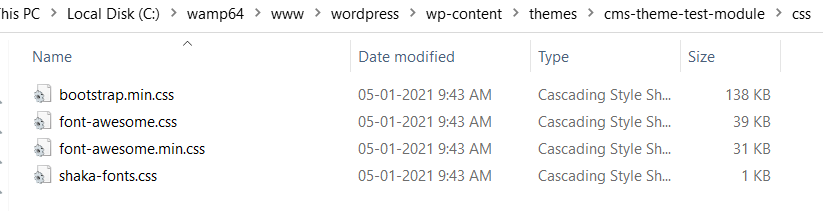 his PC > Local Disk (C:) > wamp64 > www > wordpress > wp-content > themes > cms-theme-test-module > css
Name Date modified Type Size
bootstrap.min.css 05-01-2021 9:43 AM Cascading Style Sh... 138 KB
font-awesome.css 05-01-2021 9:43 AM Cascading Style Sh... 39 KB
font-awesome.min.css 05-01-2021 9:43 AM Cascading Style Sh... 31 KB
shaka-fonts.css 05-01-2021 9:43 AM Cascading Style Sh... 1 KB